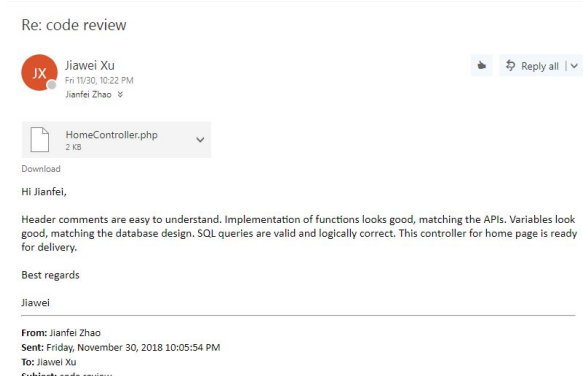 Re: code review
JX
Jiawei Xu
Fri 11/30, 10:22 PM
Jianfei Zhao
Reply all
HomeController.php
2 KB
Download
Hi Jianfei,
Header comments are easy to understand. Implementation of functions looks good, matching the APIs. Variables look
good, matching the database design. SQL queries are valid and logically correct. This controller for home page is ready
for delivery.
Best regards
Jiawei
From: Jianfei Zhao
Sent: Friday, November 30, 2018 10:05:54 PM
To: Jiawei Xu
Subject: code review